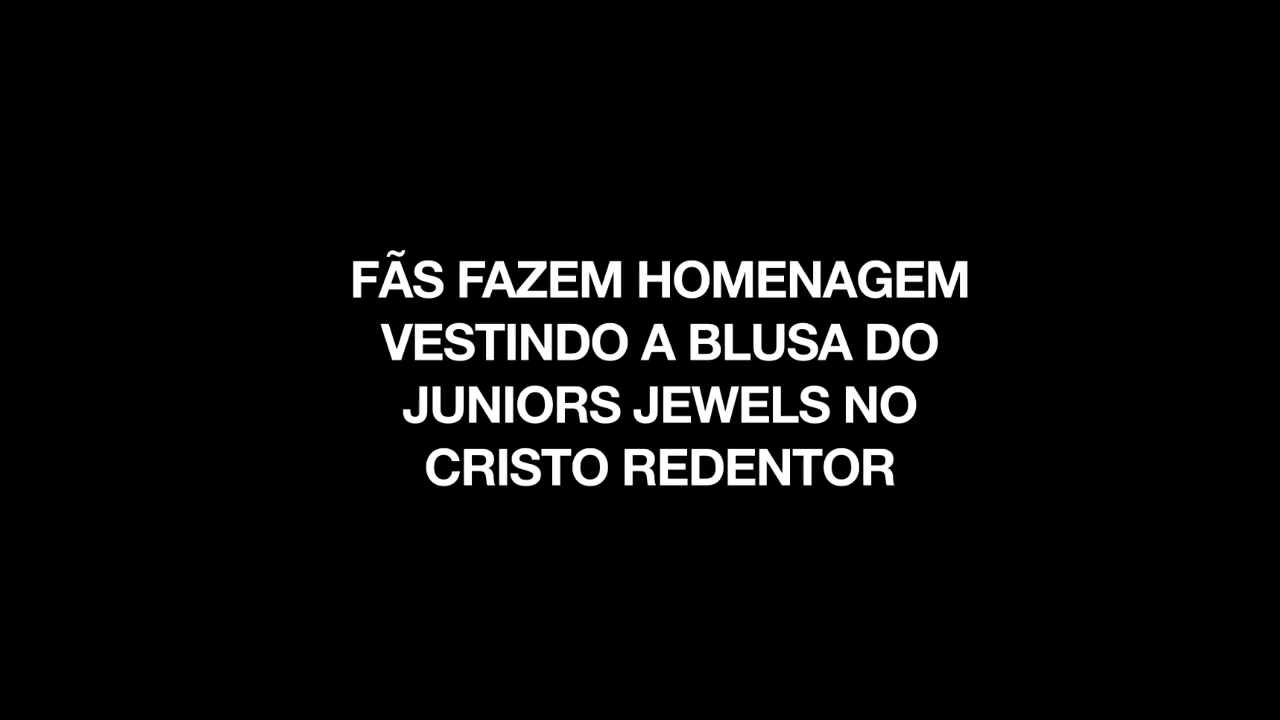 FÃS FAZEM HOMENAGEM
VESTINDO A BLUSA DO
JUNIORS JEWELS NO
CRISTO REDENTOR